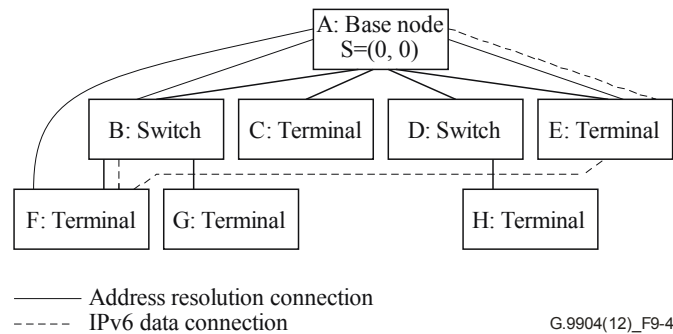 A: Base node
S=(0, 0)
B: Switch
C: Terminal
D: Switch
E: Terminal
F: Terminal
G: Terminal
H: Terminal
Address resolution connection
IPv6 data connection
G.9904(12)_F9-4